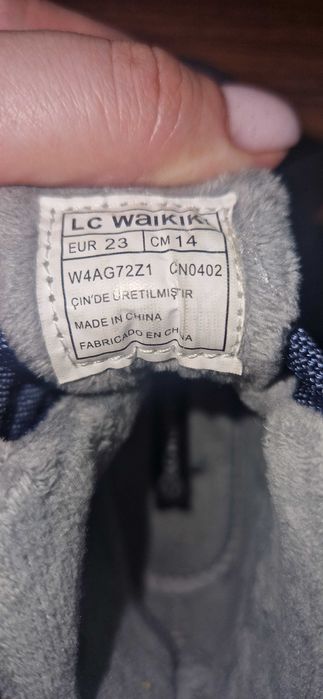 LC WAIKIKI
EUR 23 CM 14
W4AG72Z1 CN0402
ÇİN'DE ÜRETİLMİŞTİR
MADE IN CHINA
FABRICADO EN CHINA